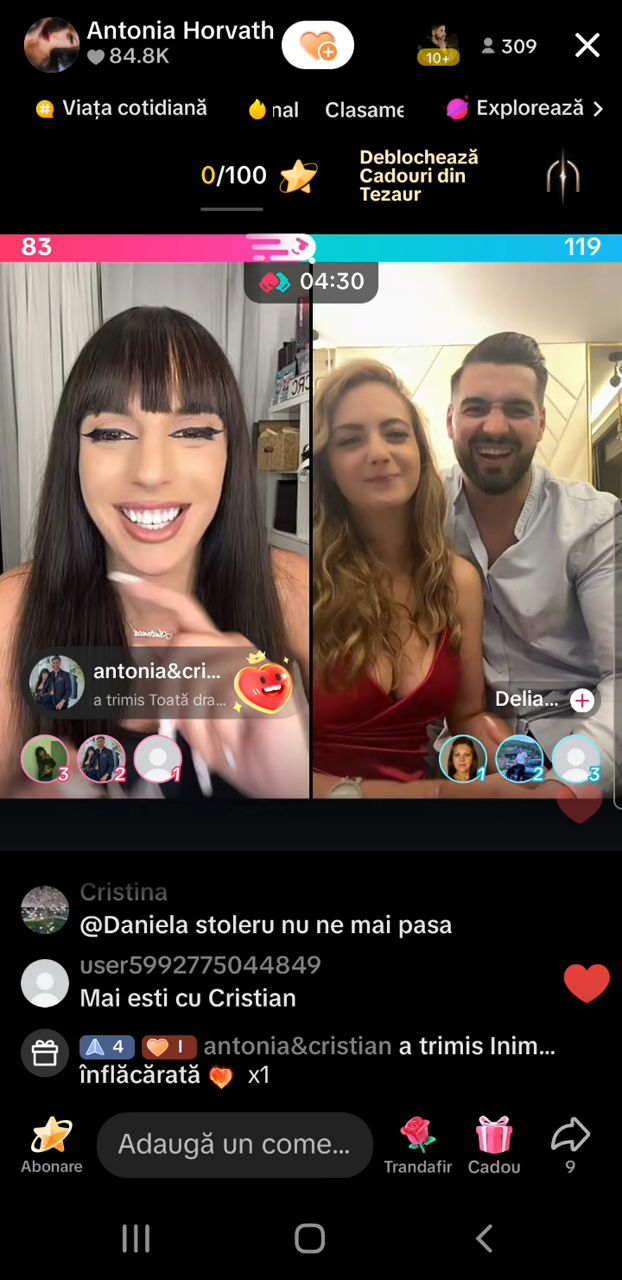 Antonia Horvath
84.8K
10+
309
Viața cotidiană
nal
Clasame
Explorează
0/100
Deblochează
Cadouri din
Tezaur
83
119
04:30
CRC
Antonia
antonia&cri...
a trimis Toată dra...
Delia...
3
2
1
1
2
3
Cristina
@Daniela stoleru nu ne mai pasa
user5992775044849
Mai esti cu Cristian
4 I antonia&cristian a trimis Inim...
înflăcărată x1
Adaugă un come...
Abonare
Trandafir
Cadou
9